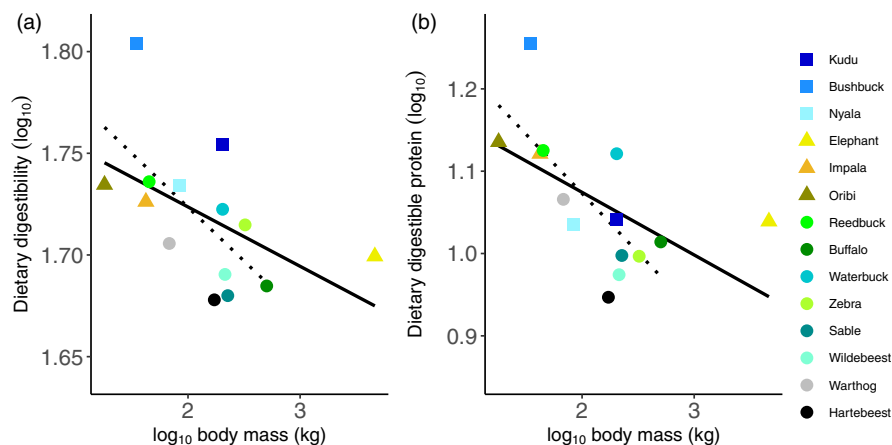 (a)
Dietary digestibility (log₁₀)
1.80
1.75
1.70
1.65
2
3
log₁₀ body mass (kg)
(b)
Dietary digestible protein (log₁₀)
1.2
1.1
1.0
0.9
2
3
log₁₀ body mass (kg)
Kudu
Bushbuck
Nyala
Elephant
Impala
Oribi
Reedbuck
Buffalo
Waterbuck
Zebra
Sable
Wildebeest
Warthog
Hartebeest